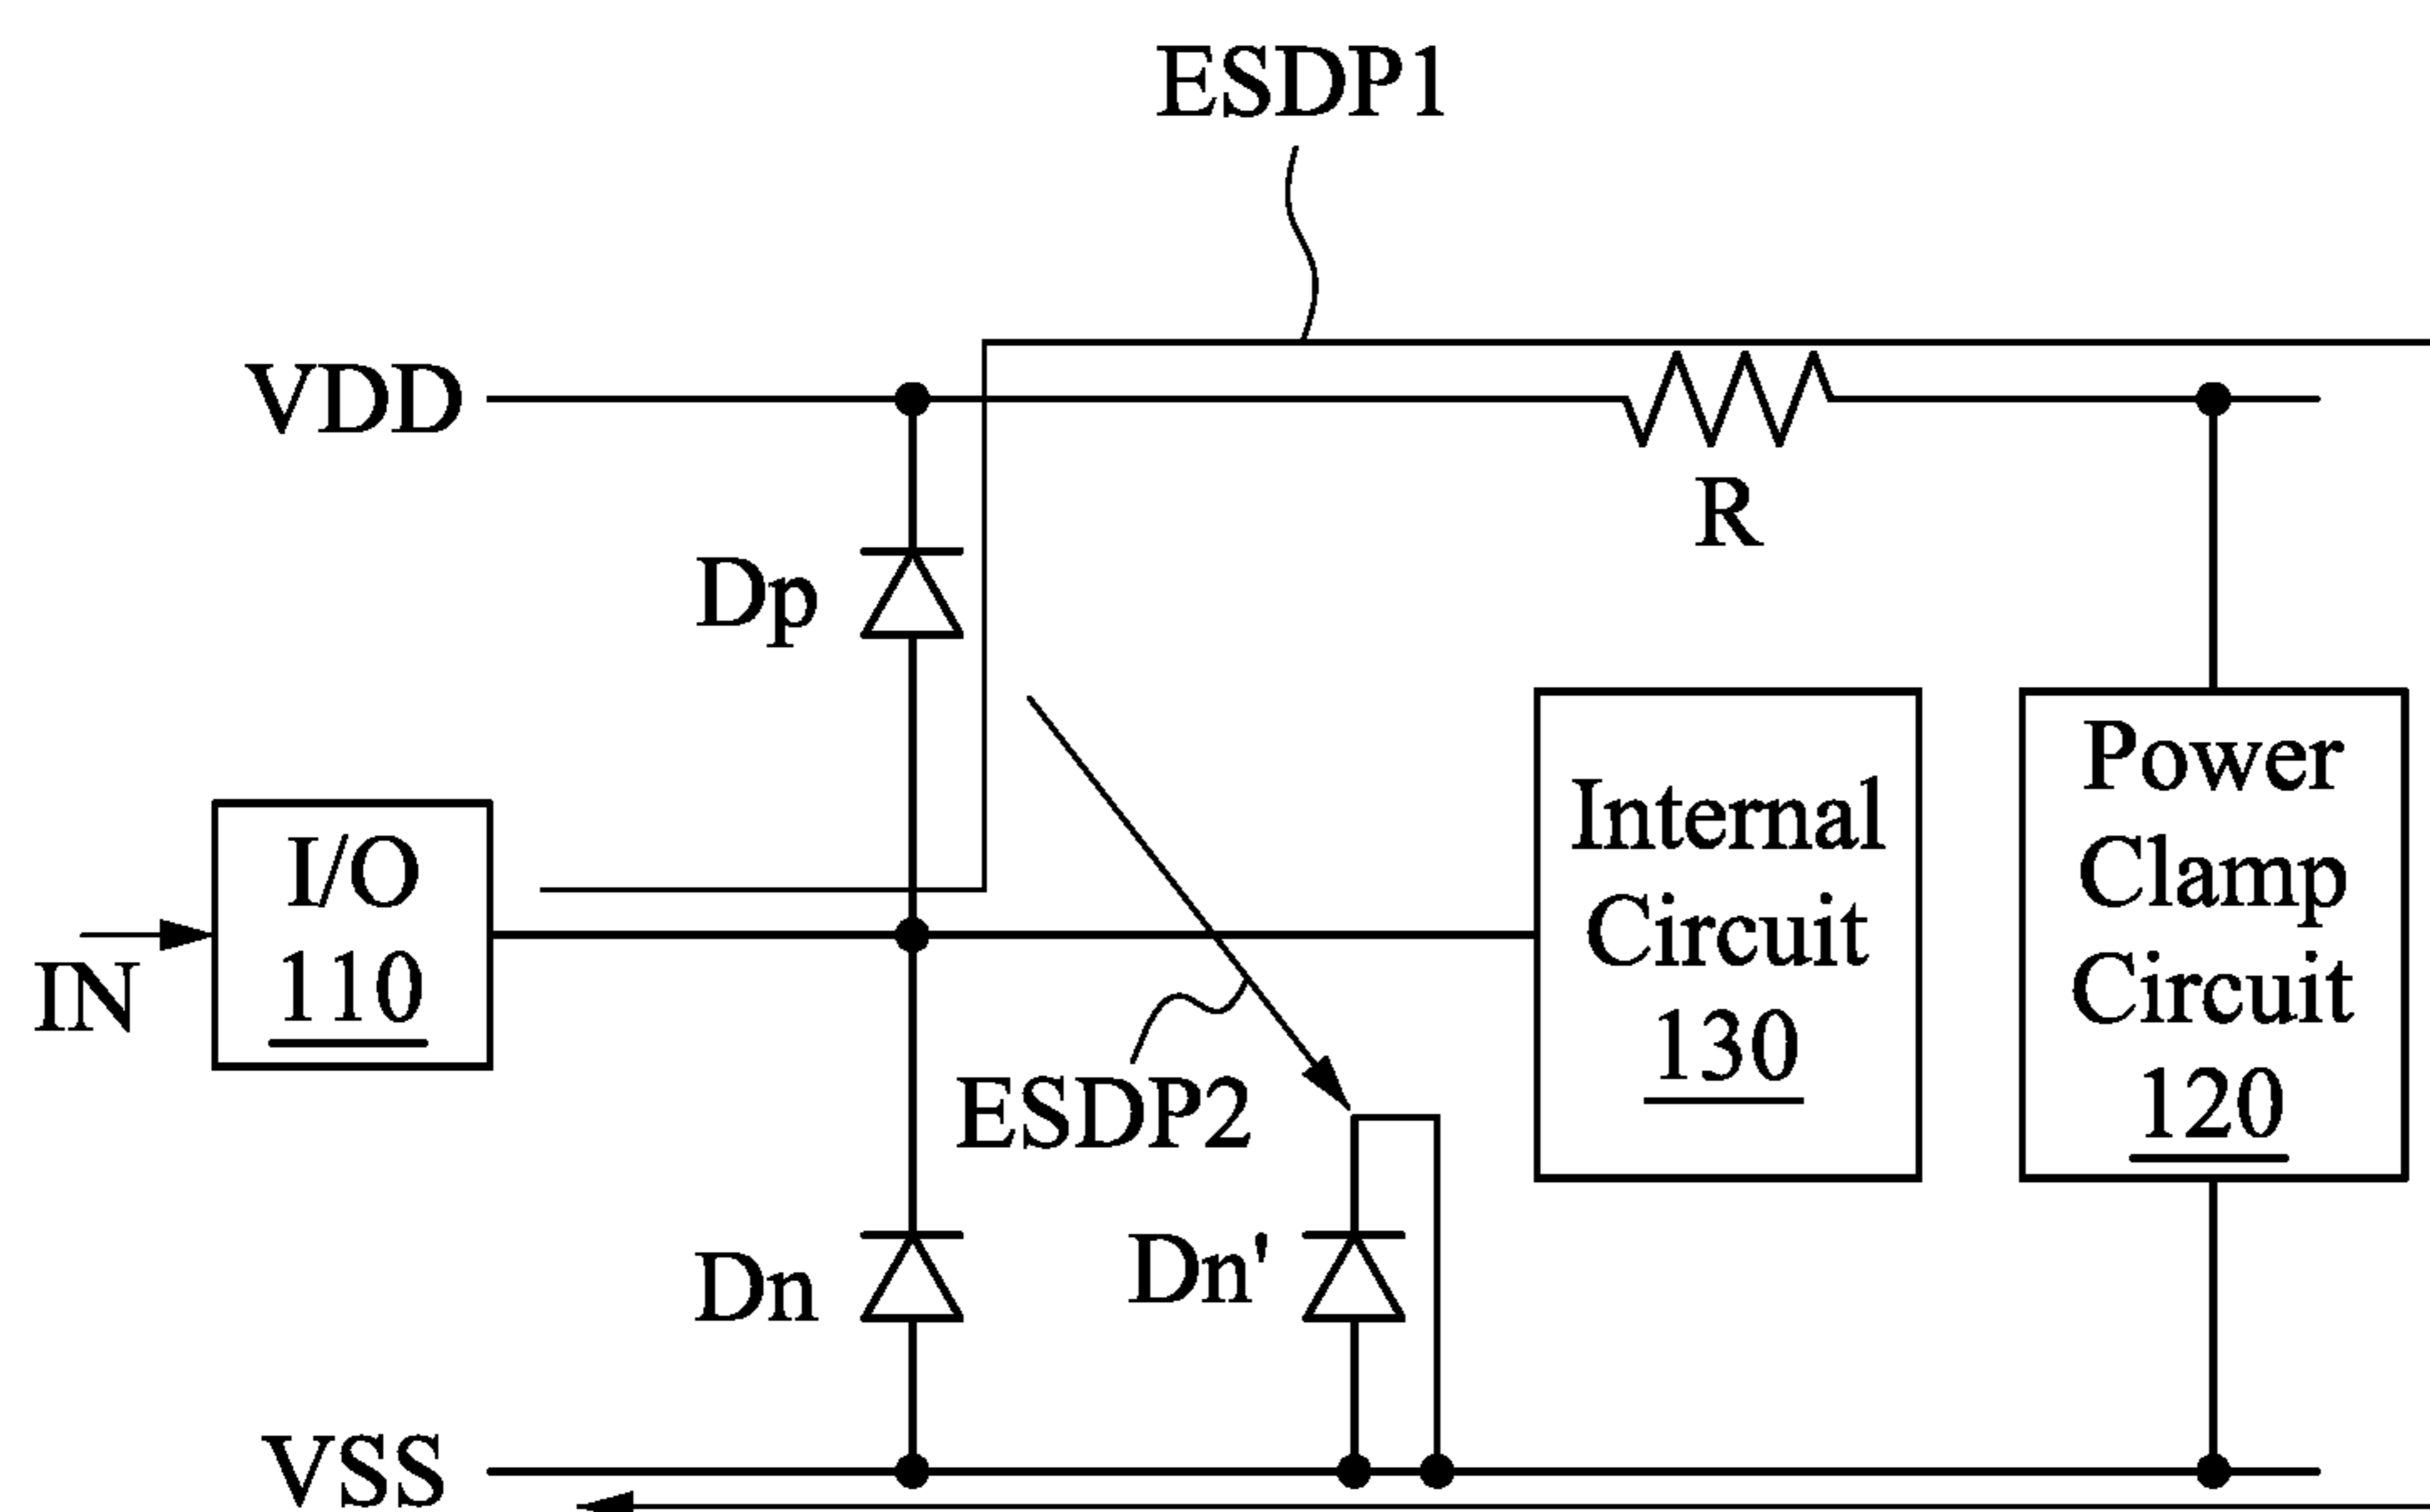 ESDP1
VDD
R
Dp
I/O
110
IN
Internal
Circuit
130
Power
Clamp
Circuit
120
ESDP2
Dn
Dn'
VSS